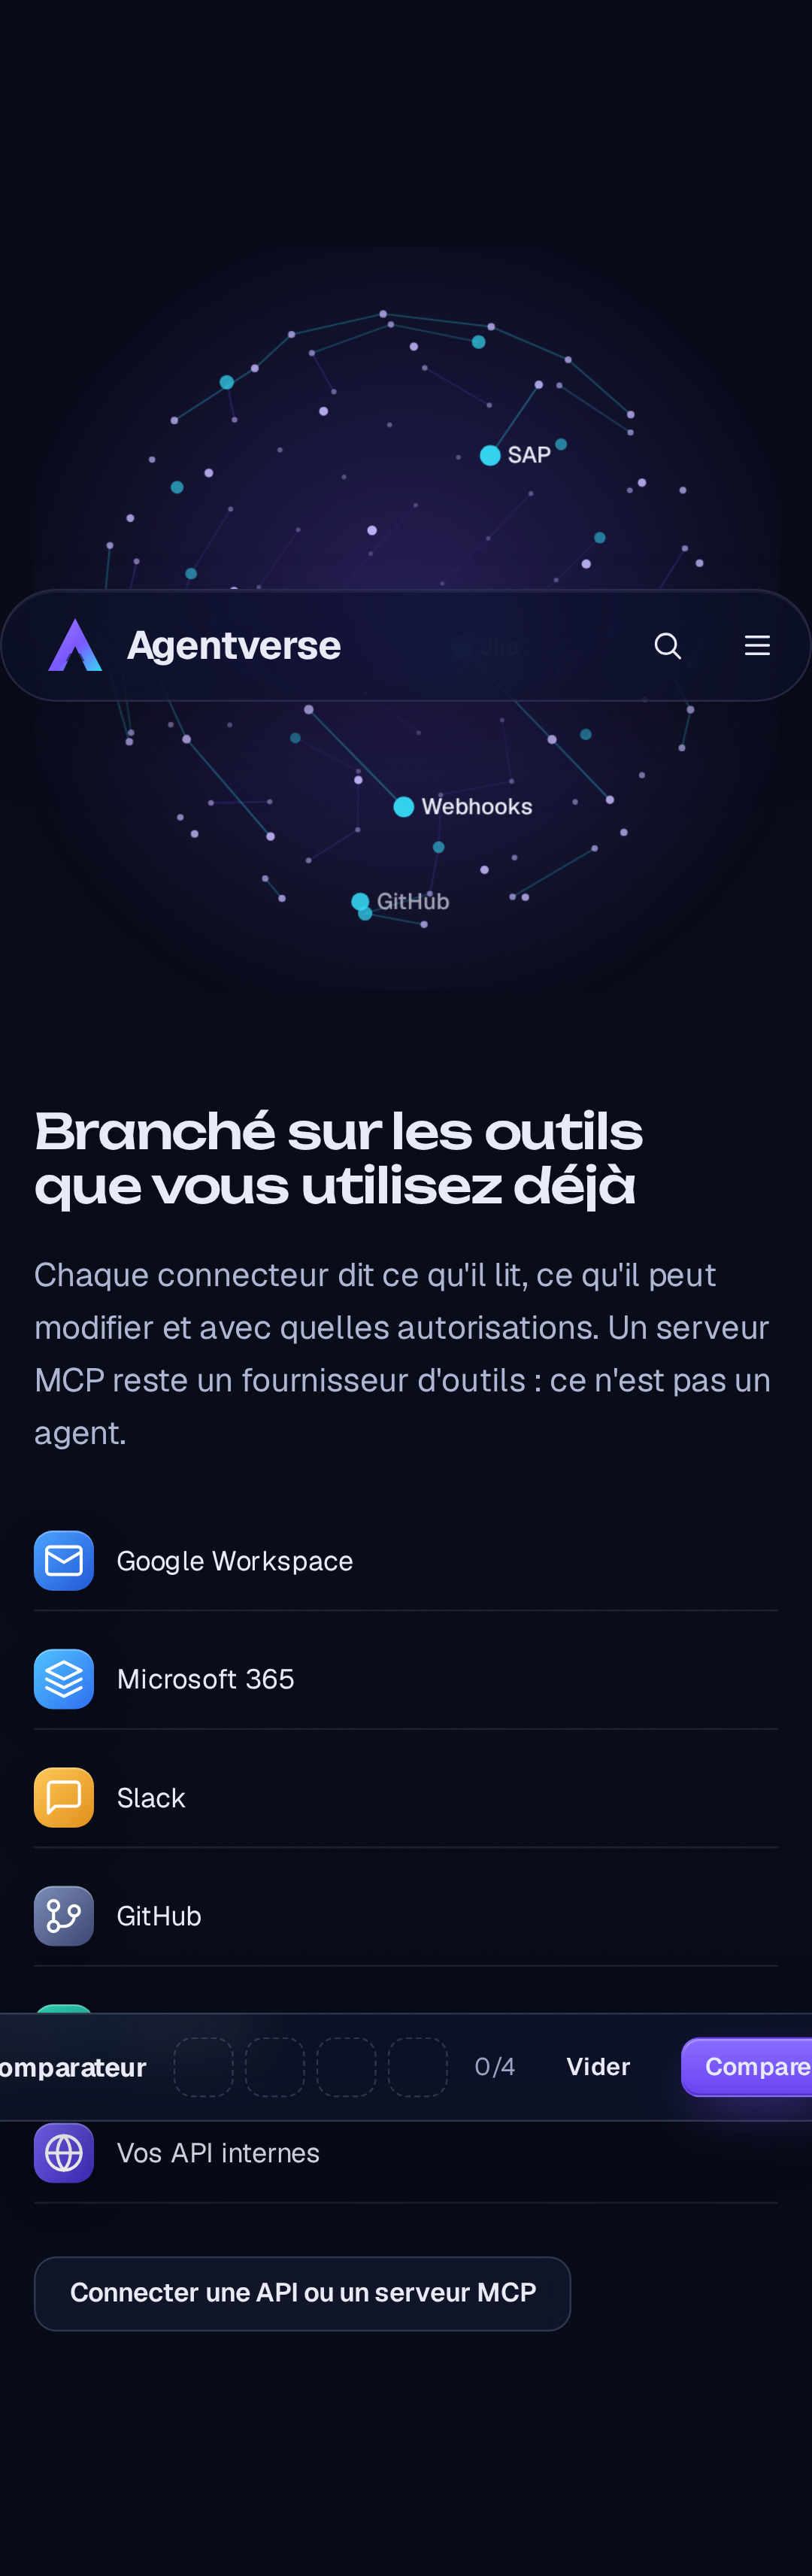 SAP
Agentverse
Jira
Webhooks
GitHub
Branché sur les outils
que vous utilisez déjà
Chaque connecteur dit ce qu'il lit, ce qu'il peut
modifier et avec quelles autorisations. Un serveur
MCP reste un fournisseur d'outils : ce n'est pas un
agent.
Google Workspace
Microsoft 365
Slack
GitHub
omparateur 0/4 Vider Compare
Vos API internes
Connecter une API ou un serveur MCP